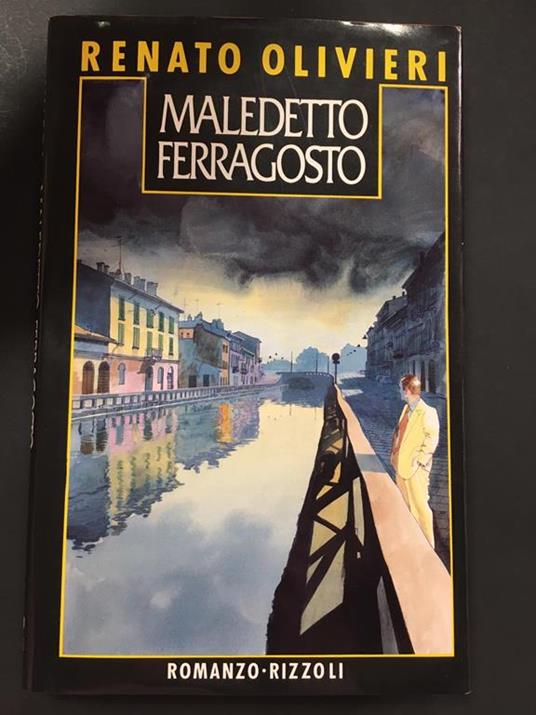 RENATO OLIVIERI
MALEDETTO
FERRAGOSTO
ROMANZO·RIZZOLI